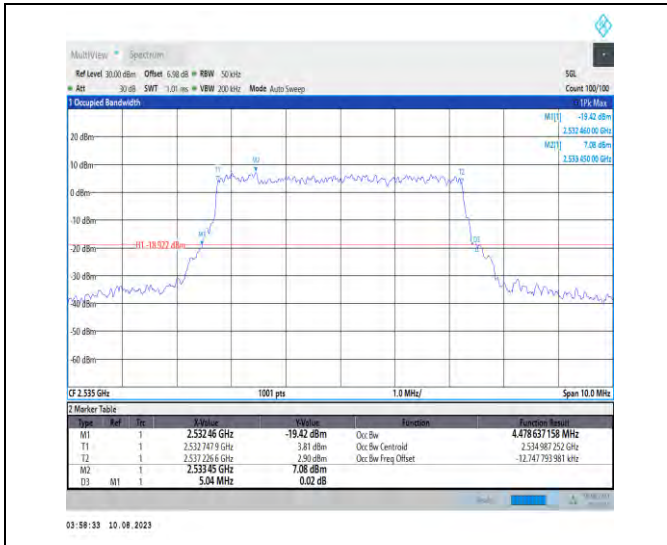 MultiView Spectrum
Ref Level 30.00 dBm Offset 6.98 dB RBW 50 kHz SGL
Att 30 dB SWT 1.01 ms VBW 200 kHz Mode Auto Sweep Count 100/100
1 Occupied Bandwidth 1Pk Max
M1[1] -19.42 dBm
2.532 460 00 GHz
M2[1] 7.08 dBm
2.533 450 00 GHz
20 dBm
10 dBm
0 dBm
-10 dBm
-20 dBm
-30 dBm
-40 dBm
-50 dBm
-60 dBm
T1
M2
T2
M1
D3
H1 -18.922 dBm
CF 2.535 GHz 1001 pts 1.0 MHz/ Span 10.0 MHz
2 Marker Table
Type Ref Trc X-Value Y-Value Function Function Result
M1 1 2.53246 GHz -19.42 dBm Occ Bw 4.478 637 158 MHz
T1 1 2.532 747 9 GHz 3.81 dBm Occ Bw Centroid 2.534 987 252 GHz
T2 1 2.537 226 6 GHz 2.90 dBm Occ Bw Freq Offset -12.747 793 981 kHz
M2 1 2.53345 GHz 7.08 dBm
D3 M1 1 5.04 MHz 0.02 dB
03:58:33 10.08.2023